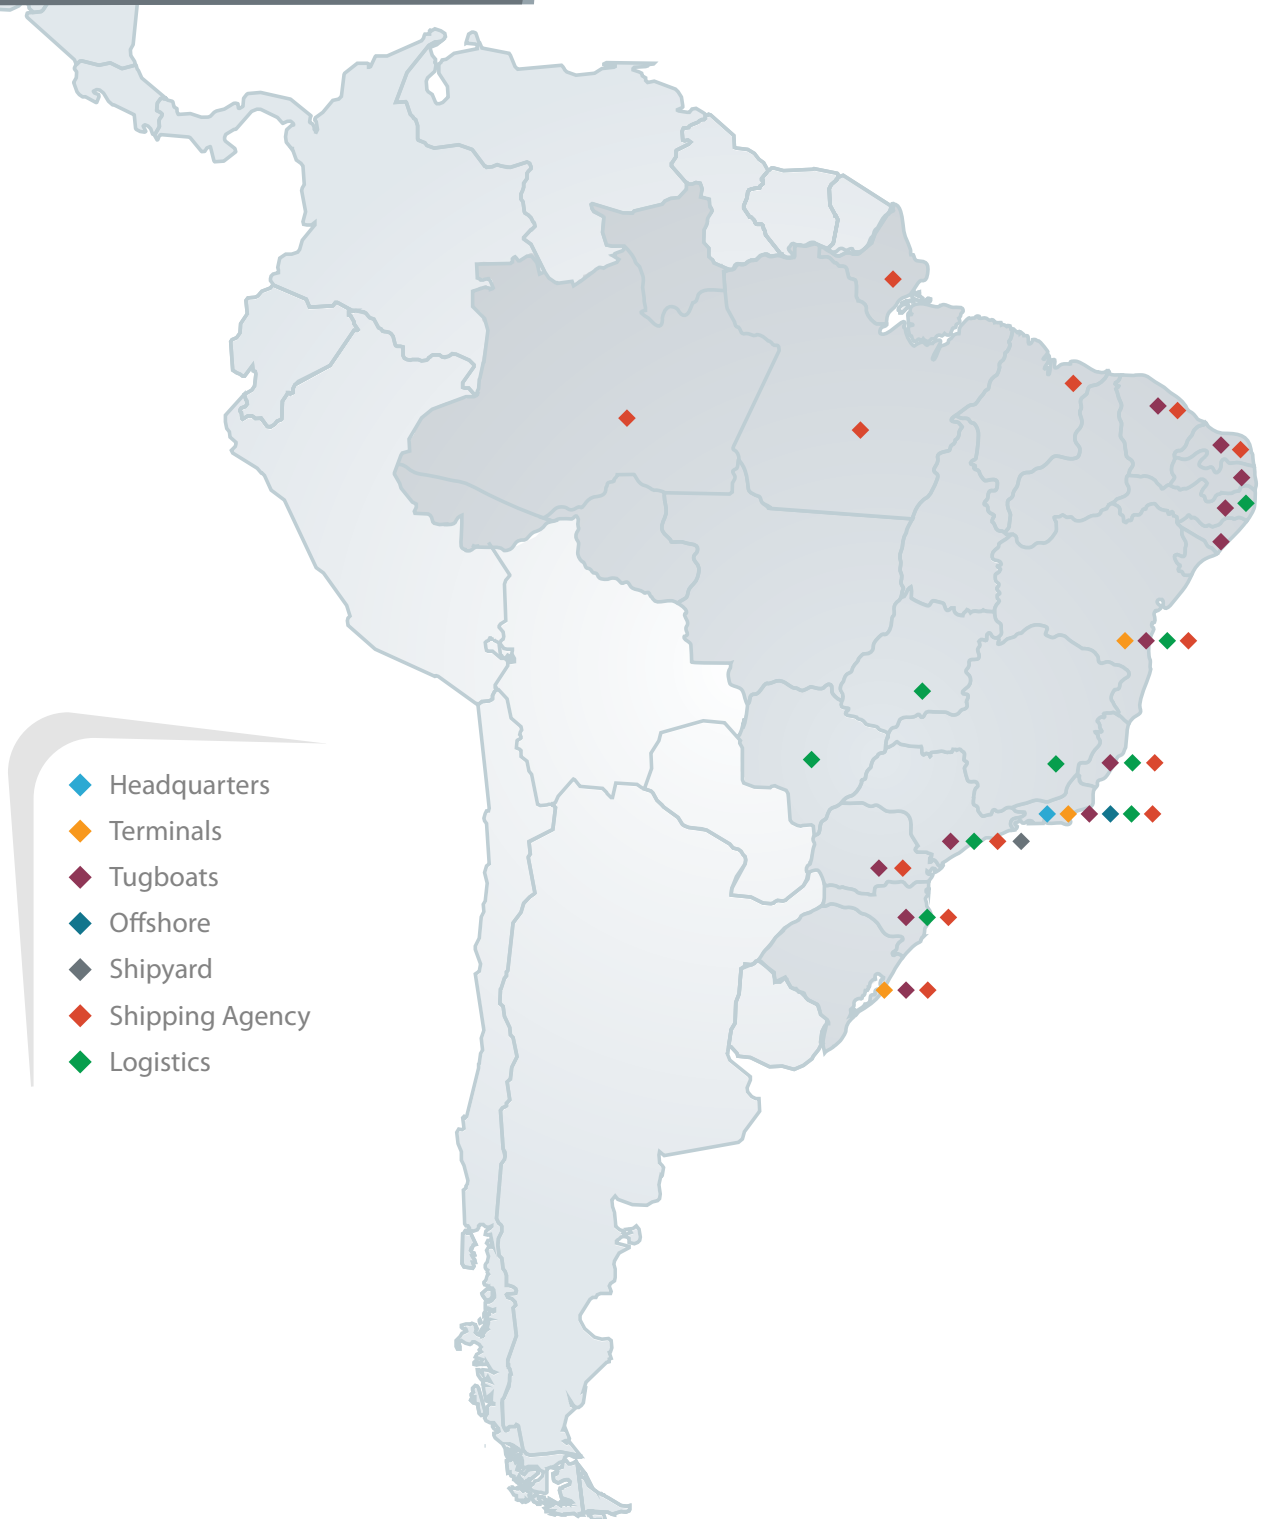 Headquarters
Terminals
Tugboats
Offshore
Shipyard
Shipping Agency
Logistics